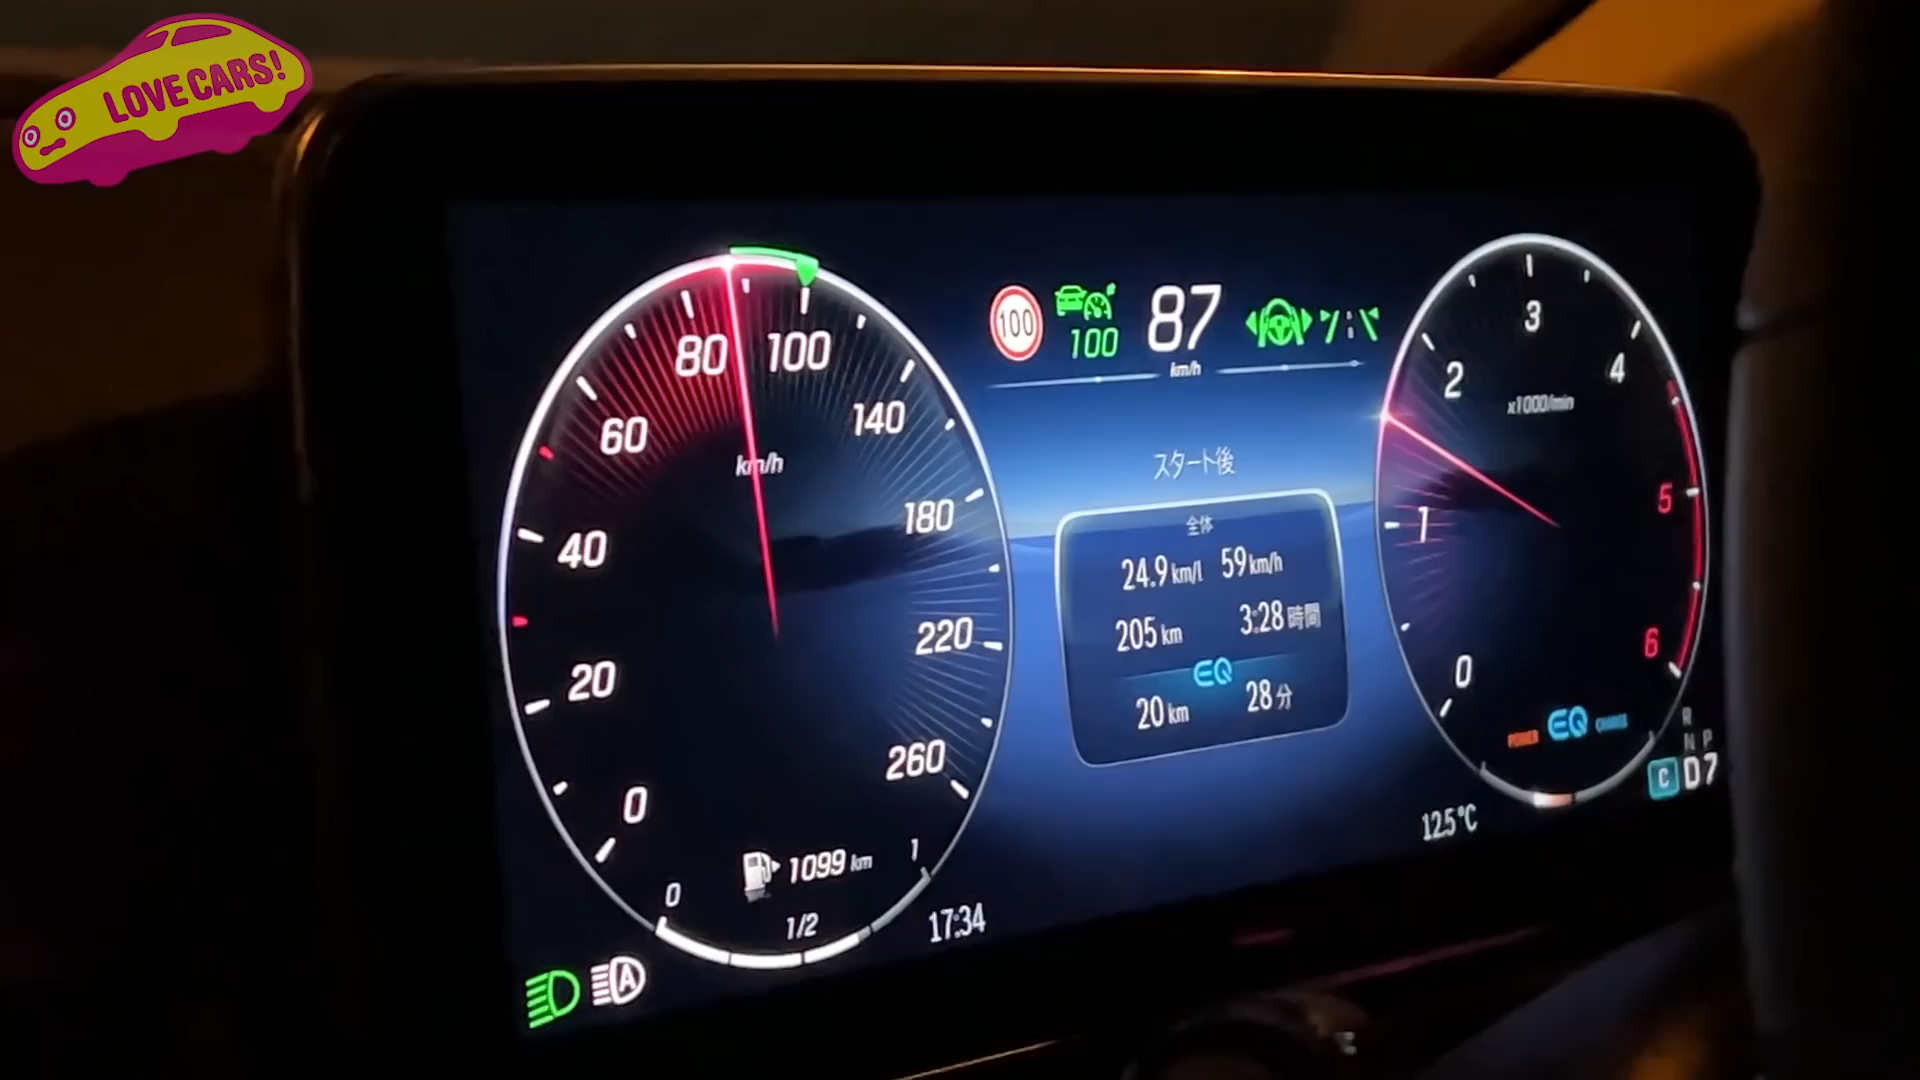 LOVE CARS!
100
100
87
km/h
0
20
40
60
80
100
140
180
220
260
km/h
スタート後
全体
24.9 km/l 59 km/h
205 km 3:28 時間
EQ
20 km 28 分
0
1
2
3
4
5
6
x1000/min
POWER EQ CHARGE
R
N P
C D7
12.5°C
1099 km
0
1/2
1
17:34
A